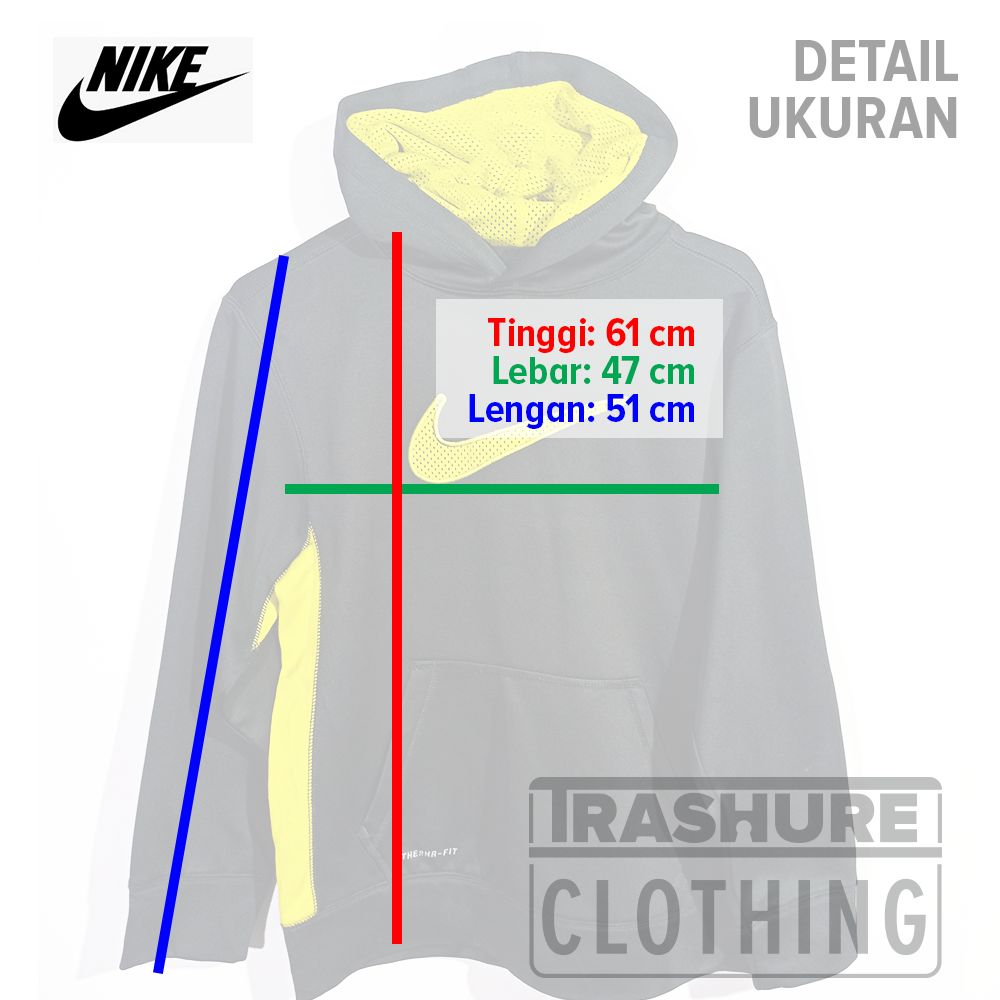 NIKE
DETAIL
UKURAN
Tinggi: 61 cm
Lebar: 47 cm
Lengan: 51 cm
THERMA-FIT
TRASHURE
CLOTHING